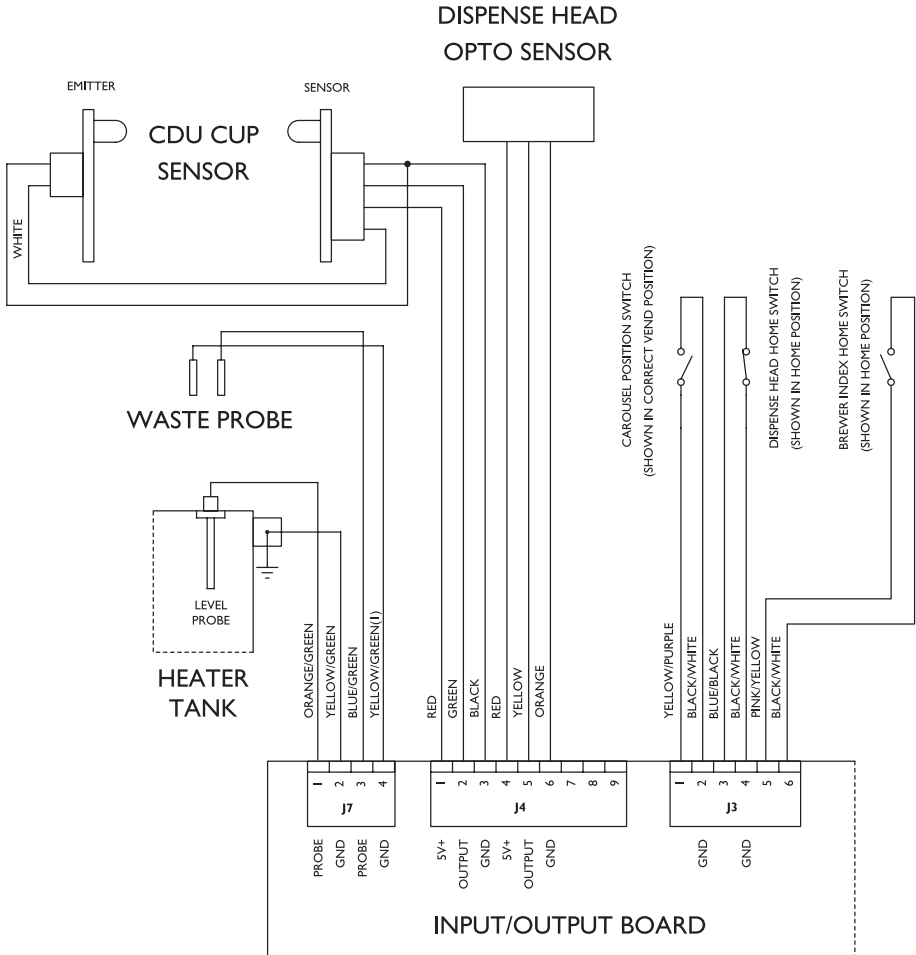 DISPENSE HEAD
OPTO SENSOR
EMITTER
SENSOR
CDU CUP
SENSOR
WHITE
WASTE PROBE
CAROUSEL POSITION SWITCH
(SHOWN IN CORRECT VEND POSITION)
DISPENSE HEAD HOME SWITCH
(SHOWN IN HOME POSITION)
BREWER INDEX HOME SWITCH
(SHOWN IN HOME POSITION)
LEVEL
PROBE
HEATER
TANK
ORANGE/GREEN
YELLOW/GREEN
BLUE/GREEN
YELLOW/GREEN(1)
RED
GREEN
BLACK
RED
YELLOW
ORANGE
YELLOW/PURPLE
BLACK/WHITE
BLUE/BLACK
BLACK/WHITE
PINK/YELLOW
BLACK/WHITE
1 2 3 4
J7
1 2 3 4 5 6 7 8 9
J4
1 2 3 4 5 6
J3
PROBE
GND
PROBE
GND
5V+
OUTPUT
GND
5V+
OUTPUT
GND
GND
GND
INPUT/OUTPUT BOARD